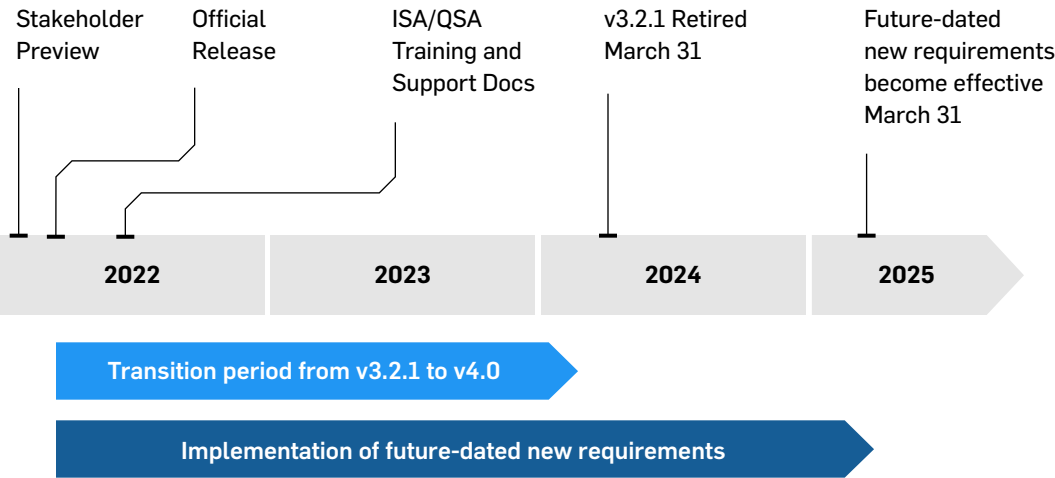 Stakeholder
Preview
Official
Release
ISA/QSA
Training and
Support Docs
v3.2.1 Retired
March 31
Future-dated
new requirements
become effective
March 31
2022
2023
2024
2025
Transition period from v3.2.1 to v4.0
Implementation of future-dated new requirements